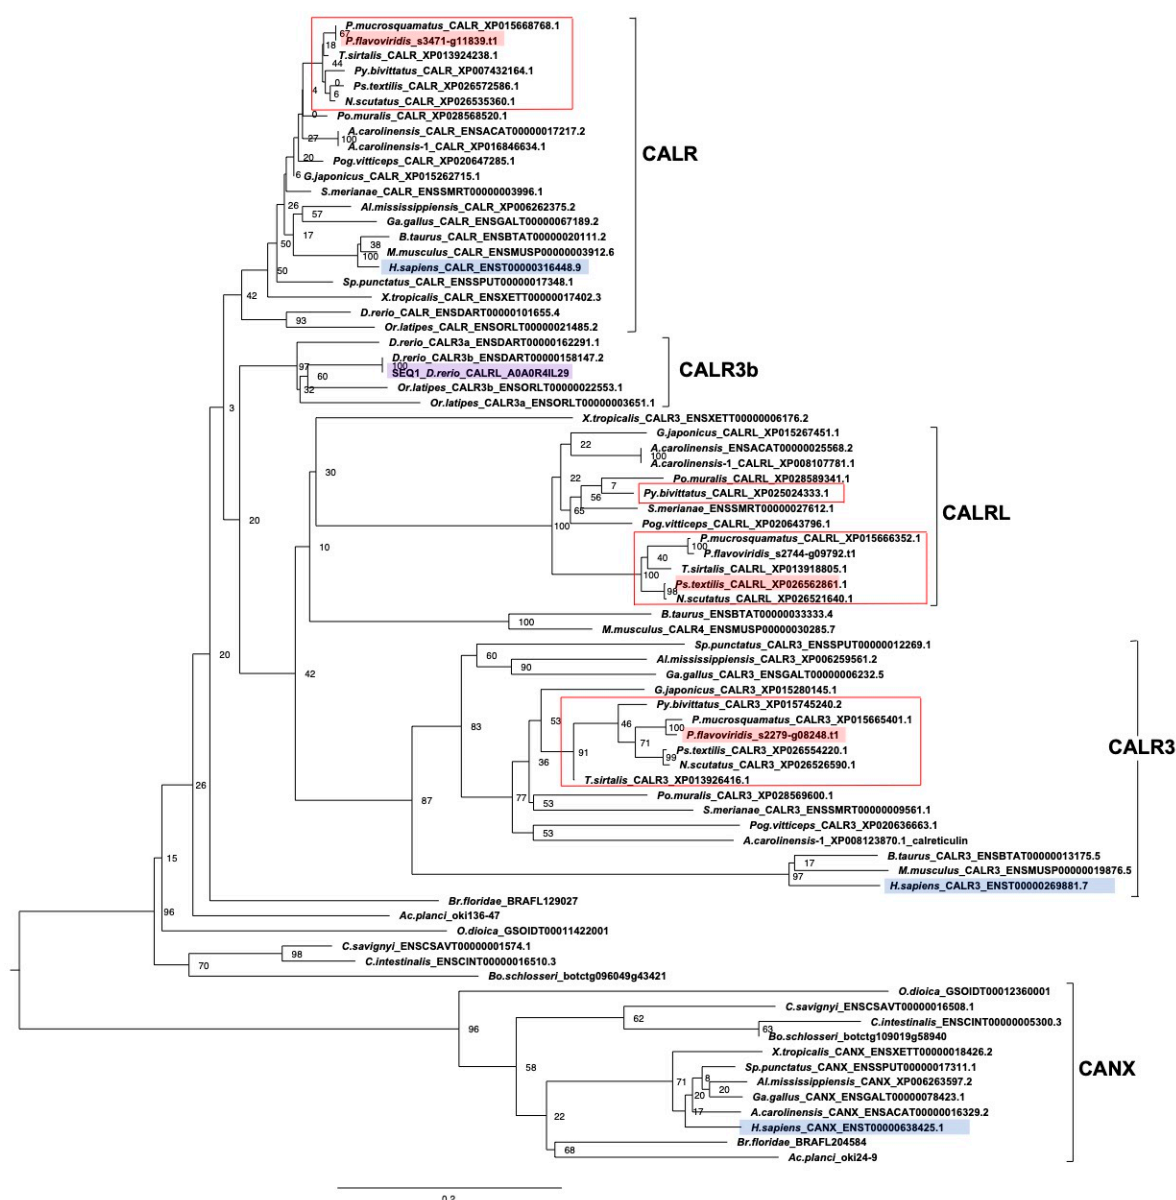 P.mucrosquamatus_CALR_XP015668768.1
67
P.flavoviridis_s3471-g11839.t1
18
T.sirtalis_CALR_XP013924238.1
44
Py.bivittatus_CALR_XP007432164.1
0
Ps.textilis_CALR_XP026572586.1
4
6
N.scutatus_CALR_XP026535360.1
0
Po.muralis_CALR_XP028568520.1
A.carolinensis_CALR_ENSACAT00000017217.2
27
100
A.carolinensis-1_CALR_XP016846634.1
CALR
20
Pog.vitticeps_CALR_XP020647285.1
6
G.japonicus_CALR_XP015262715.1
S.merianae_CALR_ENSSMRT00000003996.1
26
Al.mississippiensis_CALR_XP006262375.2
57
Ga.gallus_CALR_ENSGALT00000067189.2
17
B.taurus_CALR_ENSBTAT00000020111.2
50
38
M.musculus_CALR_ENSMUSP00000003912.6
100
H.sapiens_CALR_ENST00000316448.9
50
Sp.punctatus_CALR_ENSSPUT00000017348.1
42
X.tropicalis_CALR_ENSXETT00000017402.3
D.rerio_CALR_ENSDART00000101655.4
93
Or.latipes_CALR_ENSORLT00000021485.2
D.rerio_CALR3a_ENSDART00000162291.1
D.rerio_CALR3b_ENSDART00000158147.2
97
100
CALR3b
SEQ1_D.rerio_CALRL_A0A0R4IL29
60
32
Or.latipes_CALR3b_ENSORLT00000022553.1
Or.latipes_CALR3a_ENSORLT00000003651.1
3
X.tropicalis_CALR3_ENSXETT00000006176.2
G.japonicus_CALRL_XP015267451.1
22
A.carolinensis_ENSACAT00000025568.2
100
A.carolinensis-1_CALRL_XP008107781.1
30
22
Po.muralis_CALRL_XP028589341.1
7
Py.bivittatus_CALRL_XP025024333.1
56
65
S.merianae_ENSSMRT00000027612.1
CALRL
20
100
Pog.vitticeps_CALRL_XP020643796.1
P.mucrosquamatus_CALRL_XP015666352.1
10
100
P.flavoviridis_s2744-g09792.t1
40
T.sirtalis_CALRL_XP013918805.1
100
Ps.textilis_CALRL_XP026562861.1
98
N.scutatus_CALRL_XP026521640.1
B.taurus_ENSBTAT00000033333.4
100
M.musculus_CALR4_ENSMUSP00000030285.7
Sp.punctatus_CALR3_ENSSPUT00000012269.1
20
60
Al.mississippiensis_CALR3_XP006259561.2
90
42
Ga.gallus_CALR3_ENSGALT00000006232.5
G.japonicus_CALR3_XP015280145.1
Py.bivittatus_CALR3_XP015745240.2
53
46
P.mucrosquamatus_CALR3_XP015665401.1
83
100
P.flavoviridis_s2279-g08248.t1
71
CALR3
91
Ps.textilis_CALR3_XP026554220.1
99
36
N.scutatus_CALR3_XP026526590.1
T.sirtalis_CALR3_XP013926416.1
26
Po.muralis_CALR3_XP028569600.1
87
77
53
S.merianae_CALR3_ENSSMRT00000009561.1
Pog.vitticeps_CALR3_XP020636663.1
53
A.carolinensis-1_XP008123870.1_calreticulin
15
B.taurus_CALR3_ENSBTAT00000013175.5
17
M.musculus_CALR3_ENSMUSP00000019876.5
97
H.sapiens_CALR3_ENST00000269881.7
Br.floridae_BRAFL129027
96
Ac.planci_oki136-47
O.dioica_GSOIDT00011422001
C.savignyi_ENSCSAVT00000001574.1
98
C.intestinalis_ENSCINT00000016510.3
70
Bo.schlosseri_botctg096049g43421
O.dioica_GSOIDT00012360001
C.savignyi_ENSCSAVT00000016508.1
62
C.intestinalis_ENSCINT00000005300.3
96
63
Bo.schlosseri_botctg109019g58940
X.tropicalis_CANX_ENSXETT00000018426.2
58
Sp.punctatus_CANX_ENSSPUT00000017311.1
CANX
71
8
Al.mississippiensis_CANX_XP006263597.2
20
20
Ga.gallus_CANX_ENSGALT00000078423.1
17
A.carolinensis_CANX_ENSACAT00000016329.2
22
H.sapiens_CANX_ENST00000638425.1
Br.floridae_BRAFL204584
68
Ac.planci_oki24-9
0.2